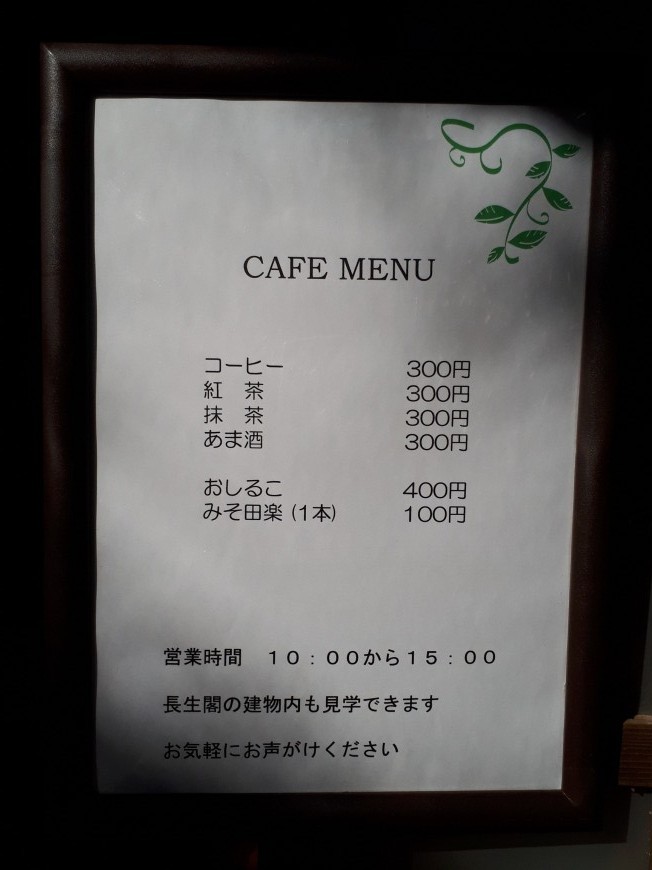 CAFE MENU
コーヒー 300円
紅　茶 300円
抹　茶 300円
あま酒 300円
おしるこ 400円
みそ田楽 (1本) 100円
営業時間　１０：００から１５：００
長生閣の建物内も見学できます
お気軽にお声がけください